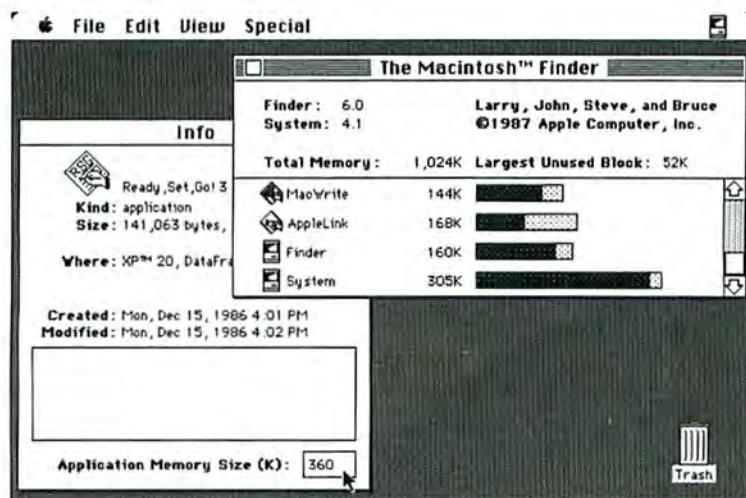 File Edit View Special
The Macintosh™ Finder
Finder: 6.0
System: 4.1
Larry, John, Steve, and Bruce
©1987 Apple Computer, Inc.
Total Memory: 1,024K Largest Unused Block: 52K
MacWrite 144K
AppleLink 168K
Finder 160K
System 305K
Info
Ready,Set,Go! 3
Kind: application
Size: 141,063 bytes,
Where: XP™ 20, DataFra
Created: Mon, Dec 15, 1986 4:01 PM
Modified: Mon, Dec 15, 1986 4:02 PM
Application Memory Size (K): 360
Trash